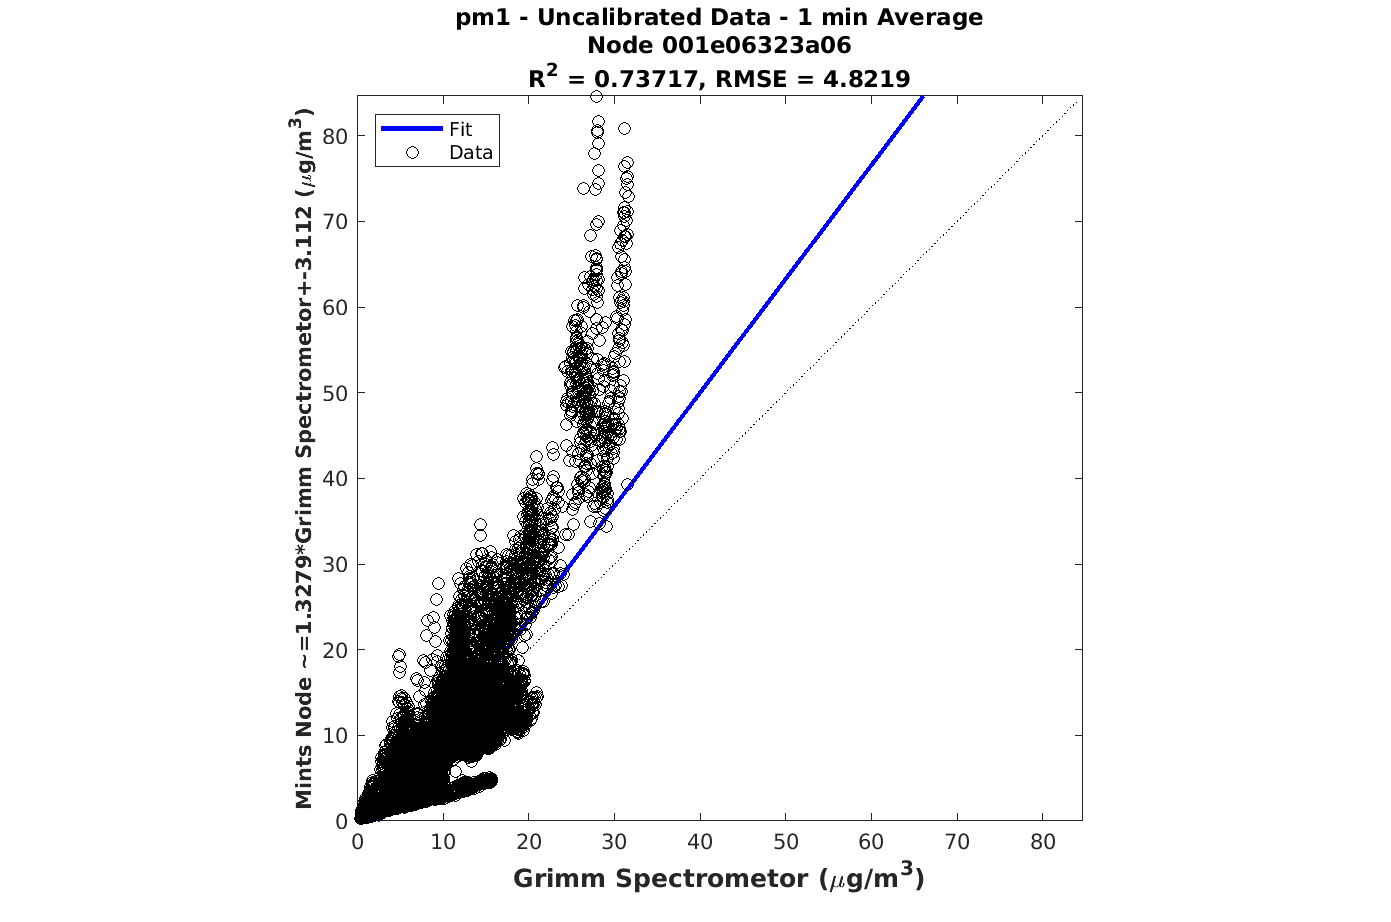 pm1 - Uncalibrated Data - 1 min Average
Node 001e06323a06
R² = 0.73717, RMSE = 4.8219
Mints Node ~=1.3279*Grimm Spectrometor+-3.112 (μg/m³)
Fit
Data
80
70
60
50
40
30
20
10
0
0 10 20 30 40 50 60 70 80
Grimm Spectrometor (μg/m³)